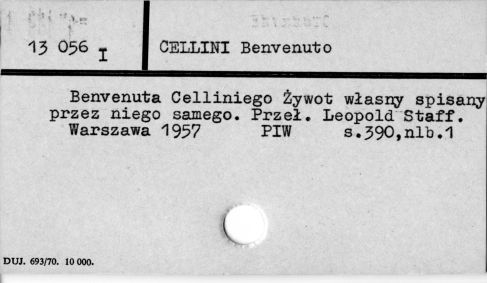 13 056 I
CELLINI Benvenuto
Benvenuta Celliniego Żywot własny spisany
przez niego samego. Przeł. Leopold Staff.
Warszawa 1957 PIW s.390,nlb.1
DUJ. 693/70. 10 000.